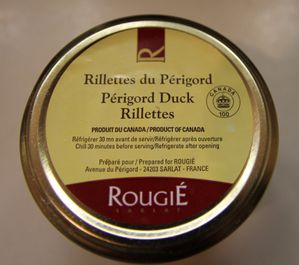 R
Rillettes du Périgord
Périgord Duck
Rillettes
CANADA
100
PRODUIT DU CANADA / PRODUCT OF CANADA
Réfrigérer 30 mn avant de servir/Réfrigérer après ouverture
Chill 30 minutes before serving/Refrigerate after opening
Préparé pour / Prepared for ROUGIÉ
Avenue du Périgord - 24203 SARLAT - FRANCE
ROUGIÉ
SARLAT